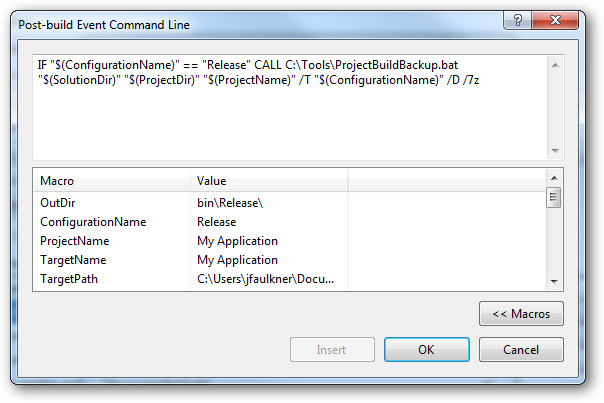 Post-build Event Command Line
IF "$(ConfigurationName)" == "Release" CALL C:\Tools\ProjectBuildBackup.bat
"$(SolutionDir)" "$(ProjectDir)" "$(ProjectName)" /T "$(ConfigurationName)" /D /7z
Macro Value
OutDir bin\Release\
ConfigurationName Release
ProjectName My Application
TargetName My Application
TargetPath C:\Users\jfaulkner\Docu...
<< Macros
Insert OK Cancel